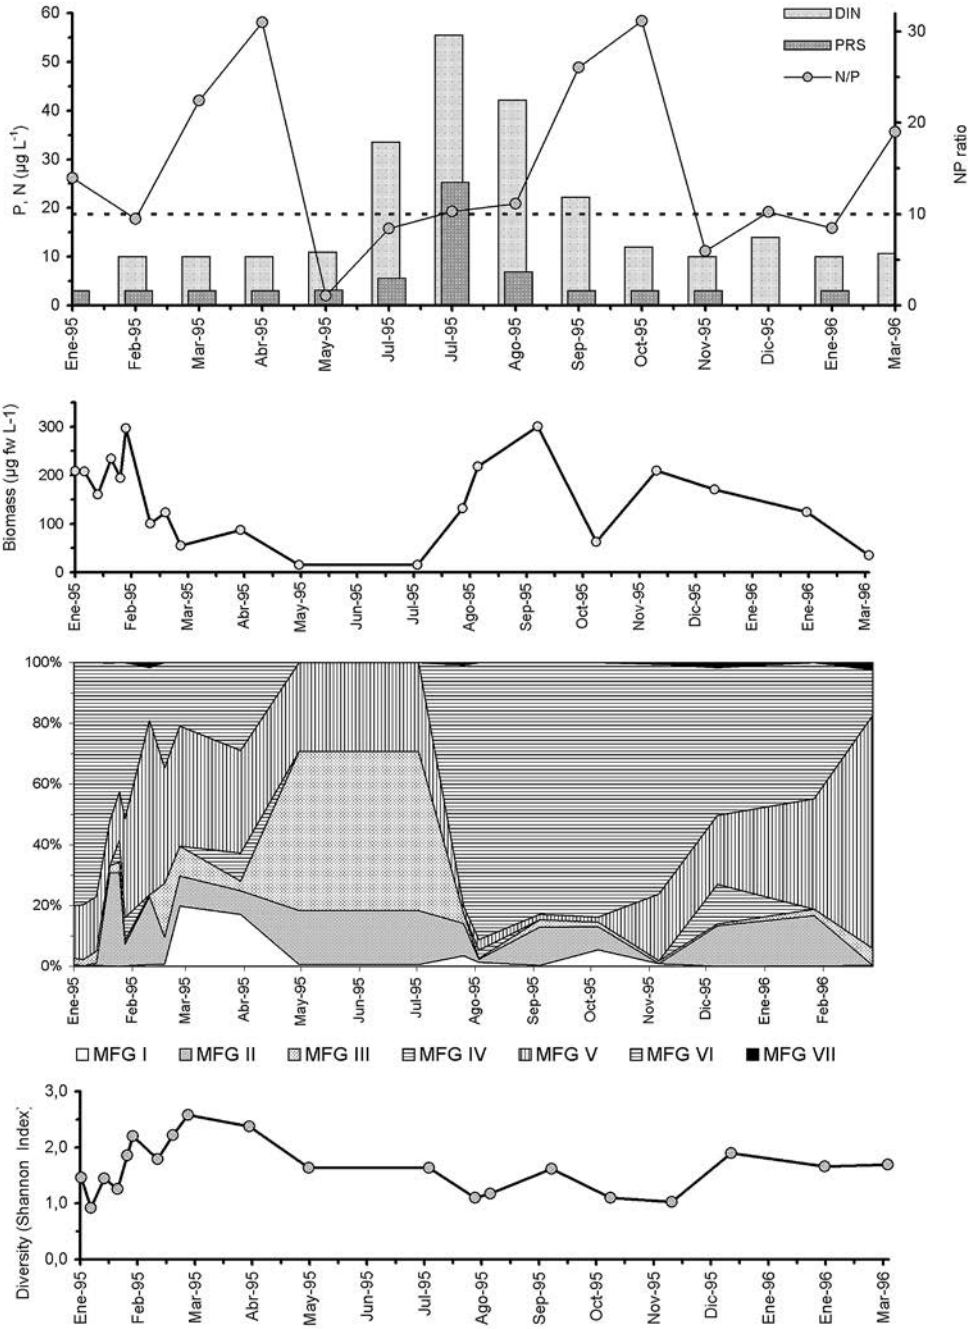 60
50
40
30
20
10
0
P, N (µg L-1)
DIN
PRS
N/P
30
20
10
0
NP ratio
Ene-95
Feb-95
Mar-95
Abr-95
May-95
Jul-95
Jul-95
Ago-95
Sep-95
Oct-95
Nov-95
Dic-95
Ene-96
Mar-96
Biomass (µg fw L-1)
300
200
100
0
Ene-95
Feb-95
Mar-95
Abr-95
May-95
Jun-95
Jul-95
Ago-95
Sep-95
Oct-95
Nov-95
Dic-95
Ene-96
Ene-96
Mar-96
100%
80%
60%
40%
20%
0%
Ene-95
Feb-95
Mar-95
Abr-95
May-95
Jun-95
Jul-95
Ago-95
Sep-95
Oct-95
Nov-95
Dic-95
Ene-96
Feb-96
MFG I MFG II MFG III MFG IV MFG V MFG VI MFG VII
Diversity (Shannon Index)
3,0
2,0
1,0
0,0
Ene-95
Feb-95
Mar-95
Abr-95
May-95
Jun-95
Jul-95
Ago-95
Sep-95
Oct-95
Nov-95
Dic-95
Ene-96
Ene-96
Mar-96